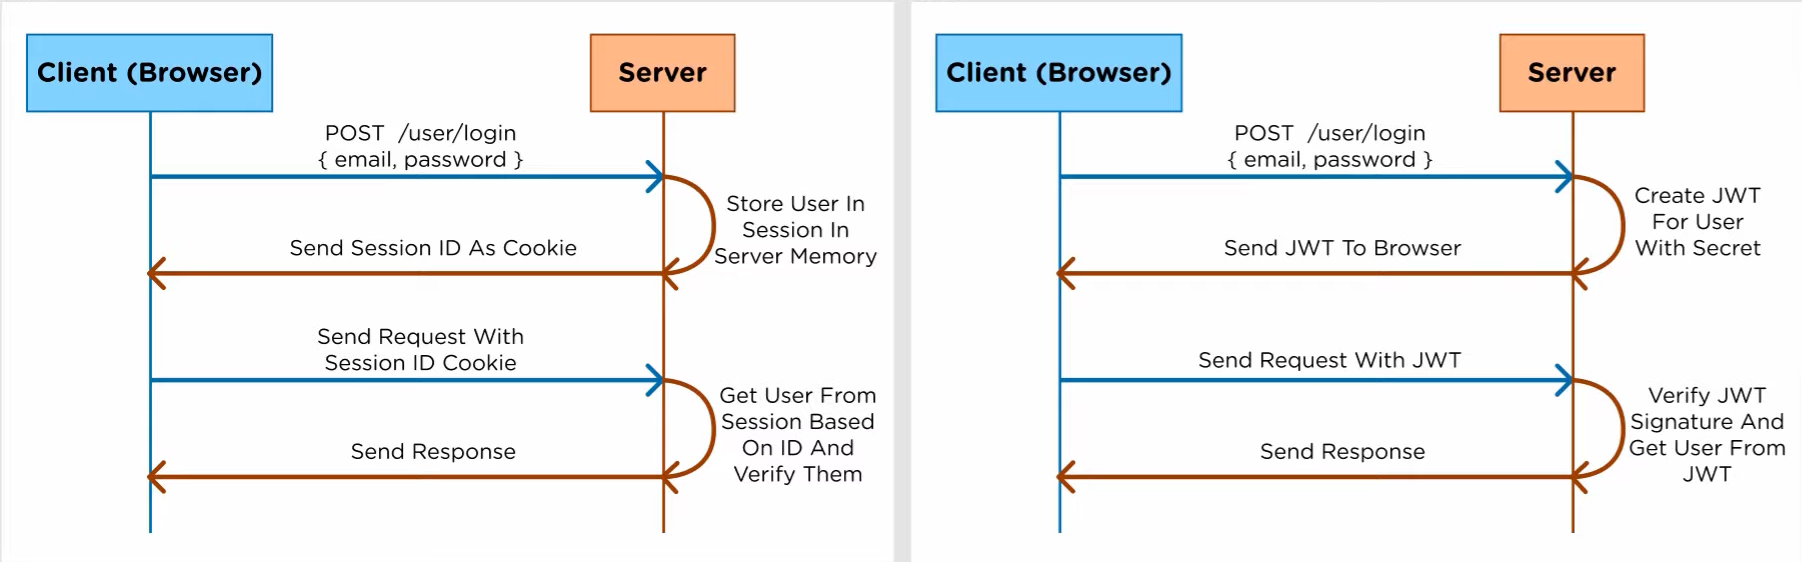 Client (Browser)
Server
POST /user/login
{ email, password }
Store User In
Session In
Server Memory
Send Session ID As Cookie
Send Request With
Session ID Cookie
Get User From
Session Based
On ID And
Verify Them
Send Response
Client (Browser)
Server
POST /user/login
{ email, password }
Create JWT
For User
With Secret
Send JWT To Browser
Send Request With JWT
Verify JWT
Signature And
Get User From
JWT
Send Response